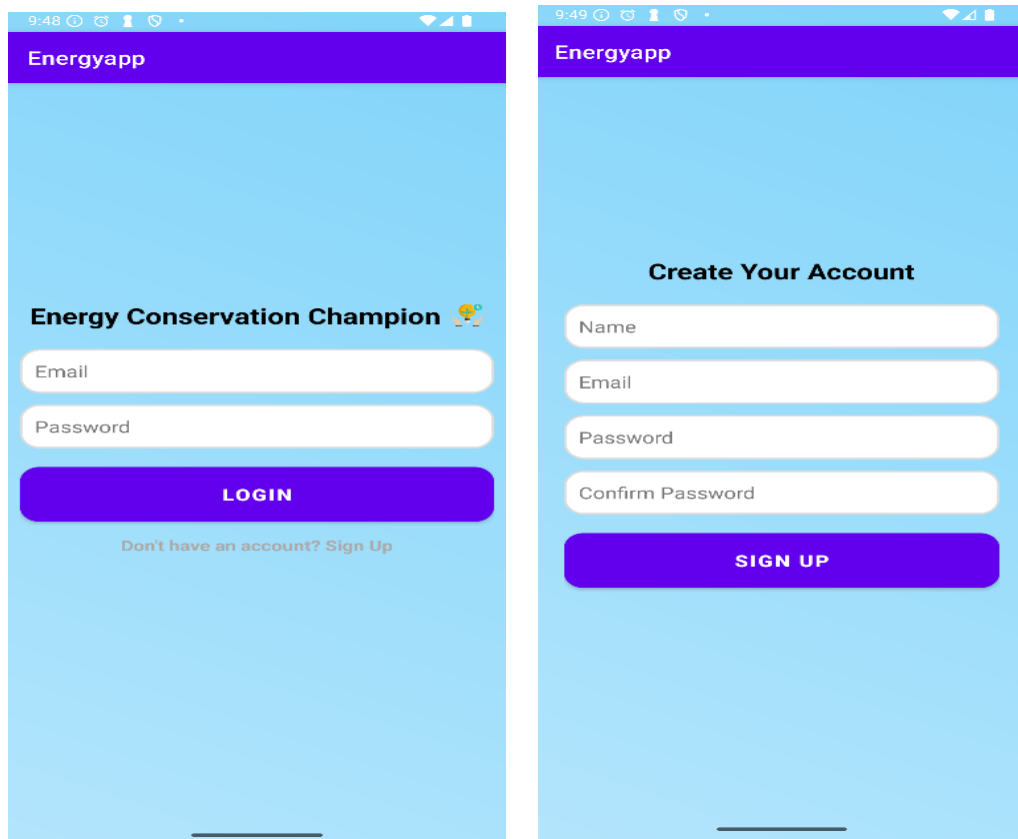 9:48
Energyapp
Energy Conservation Champion
Email
Password
LOGIN
Don't have an account? Sign Up
9:49
Energyapp
Create Your Account
Name
Email
Password
Confirm Password
SIGN UP